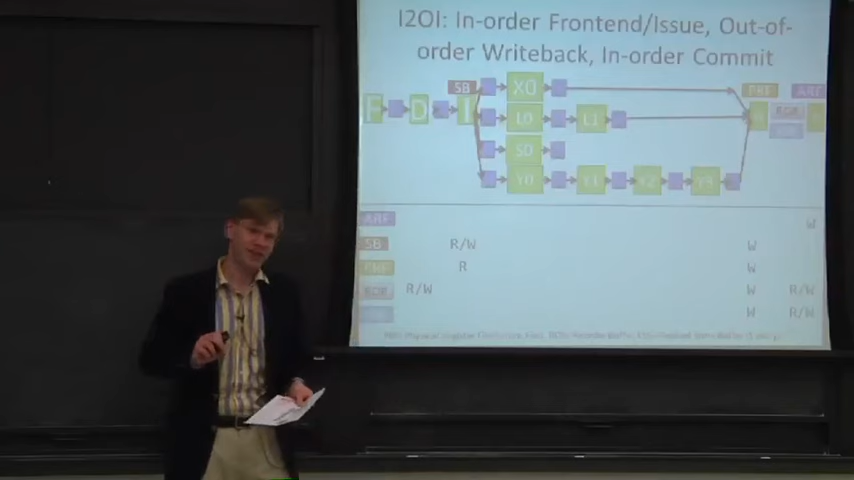 I2OI: In-order Frontend/Issue, Out-of-
order Writeback, In-order Commit
SB PRF ARF
X0
F D I L0 L1 ROB
S0
Y0 Y1 Y2 Y3
ARF W
SB R/W W
PRF R W
ROB R/W W R/W
W R/W